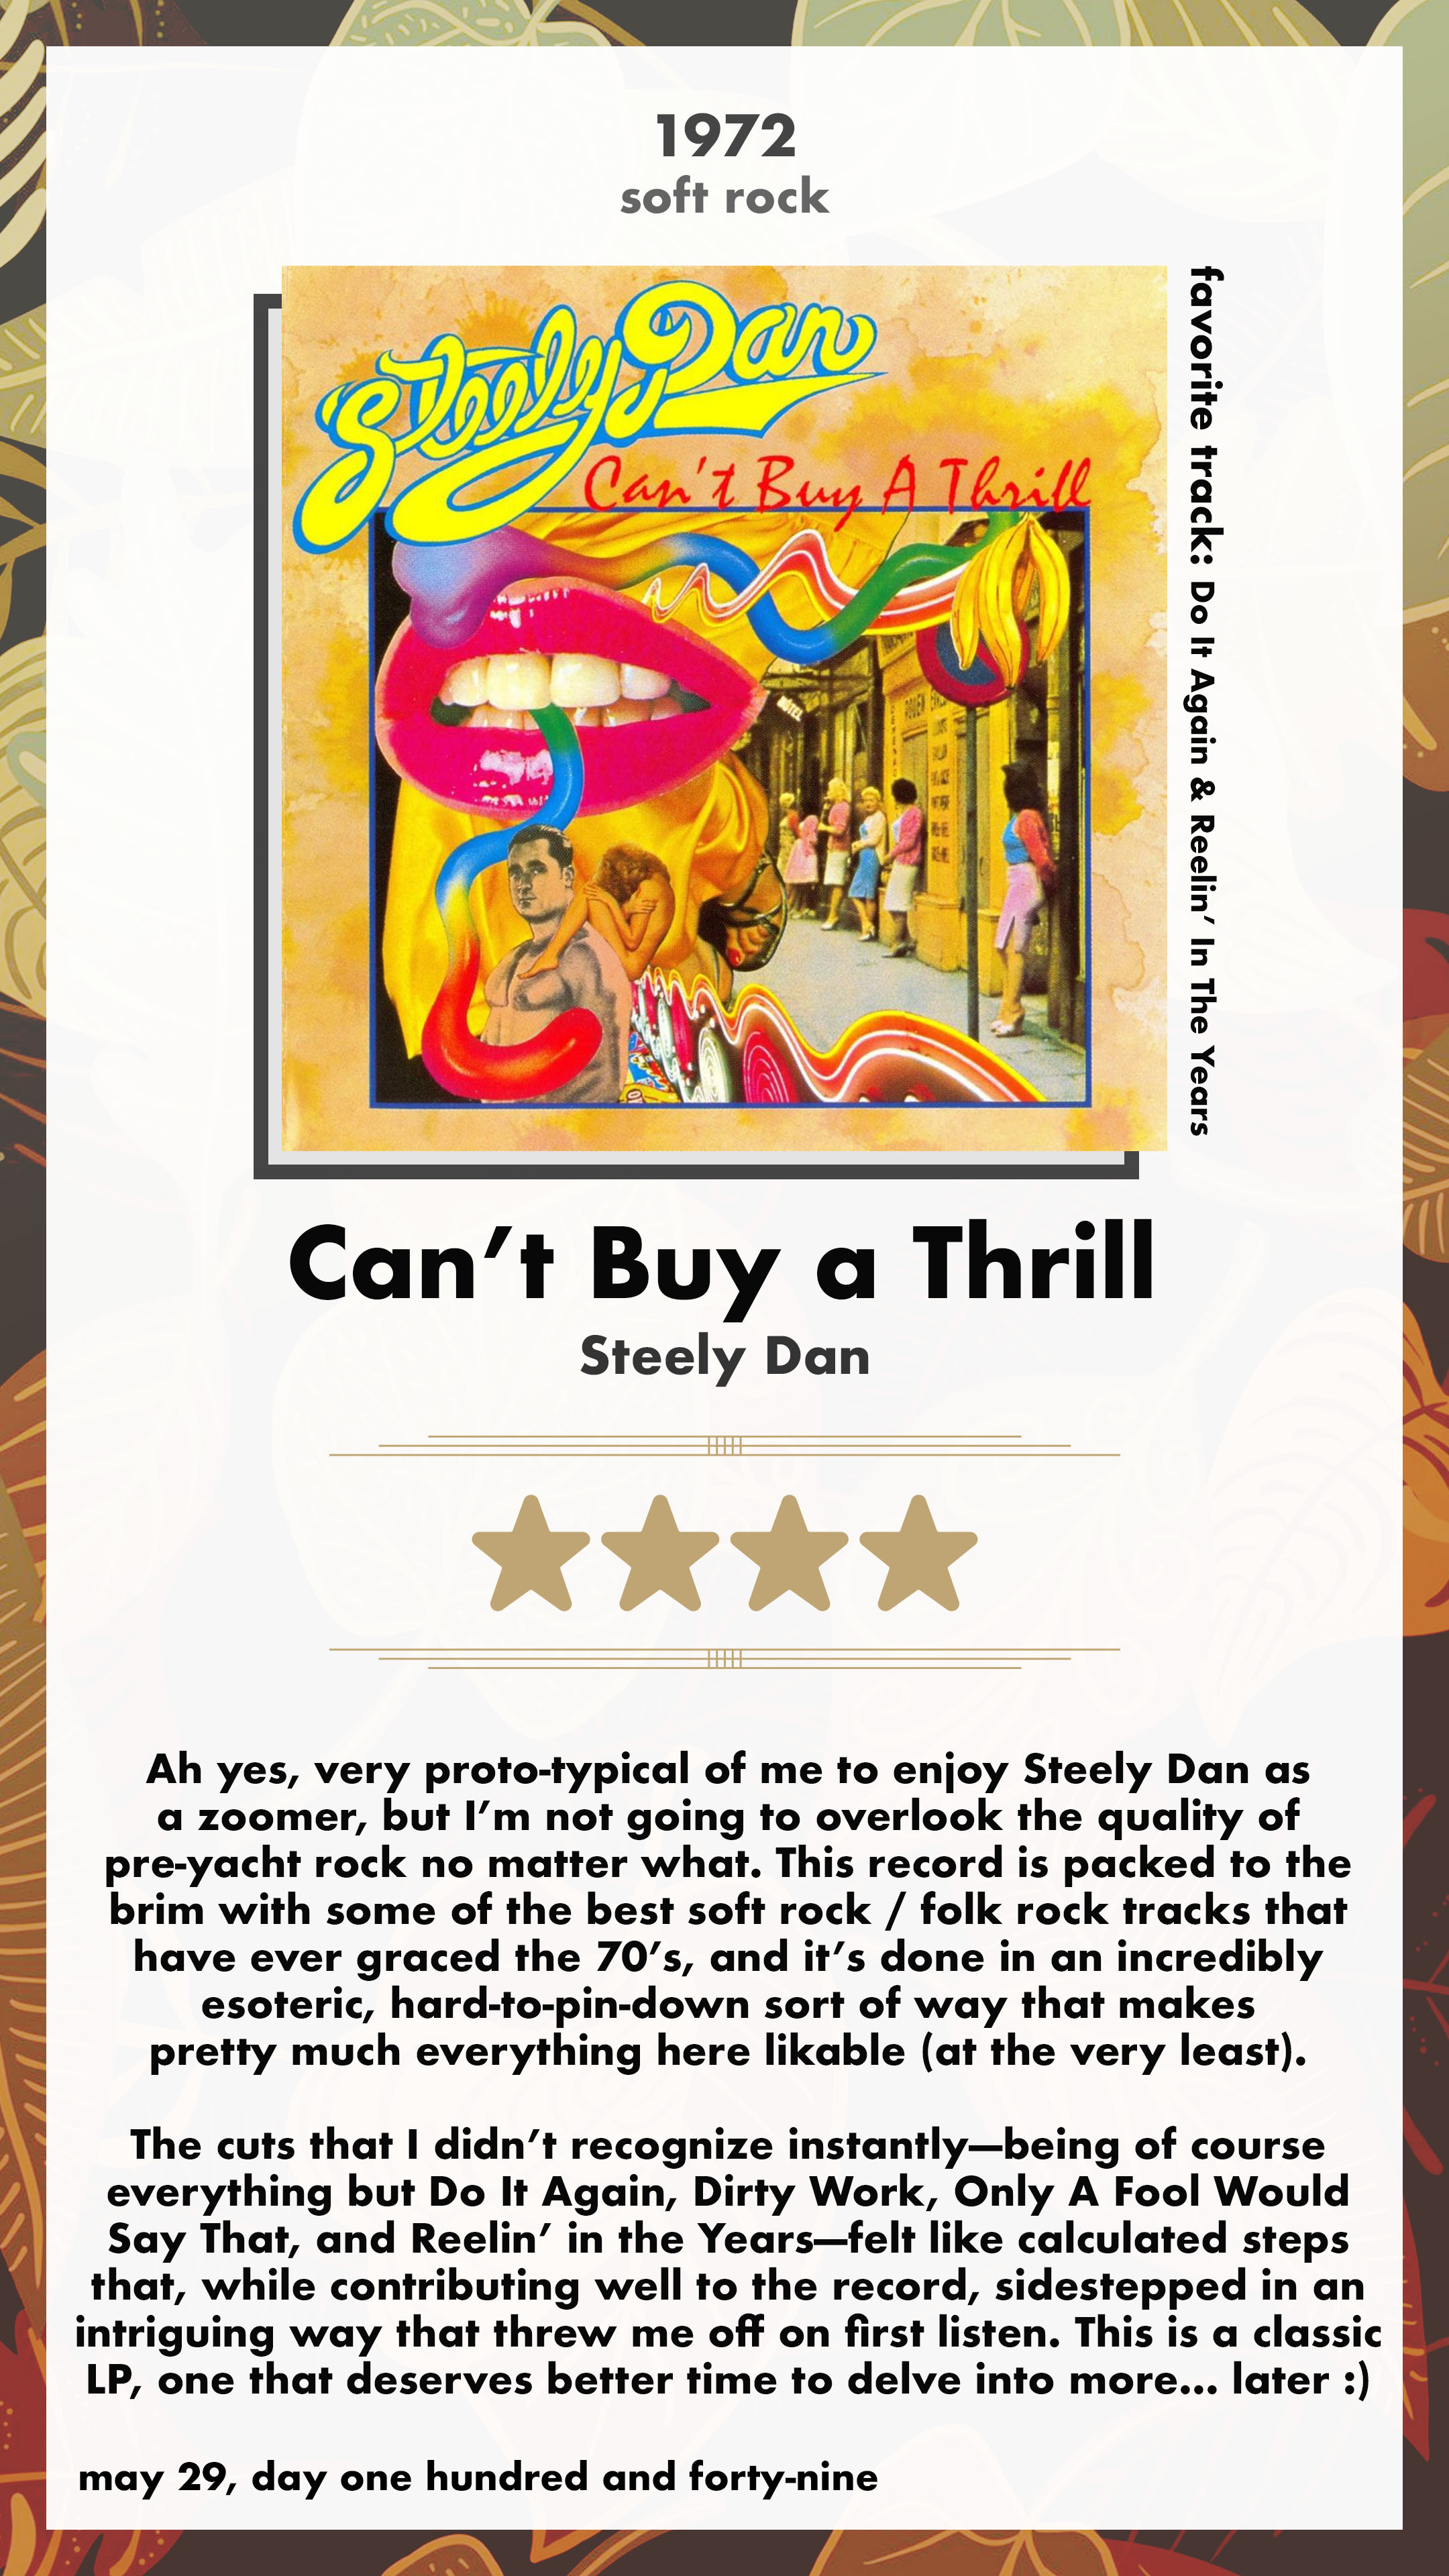 1972
soft rock
Steely Dan
Can't Buy A Thrill
HOTEL
favorite track: Do It Again & Reelin’ In The Years
Can’t Buy a Thrill
Steely Dan
Ah yes, very proto-typical of me to enjoy Steely Dan as
a zoomer, but I’m not going to overlook the quality of
pre-yacht rock no matter what. This record is packed to the
brim with some of the best soft rock / folk rock tracks that
have ever graced the 70’s, and it’s done in an incredibly
esoteric, hard-to-pin-down sort of way that makes
pretty much everything here likable (at the very least).
The cuts that I didn’t recognize instantly—being of course
everything but Do It Again, Dirty Work, Only A Fool Would
Say That, and Reelin’ in the Years—felt like calculated steps
that, while contributing well to the record, sidestepped in an
intriguing way that threw me off on first listen. This is a classic
LP, one that deserves better time to delve into more... later :)
may 29, day one hundred and forty-nine